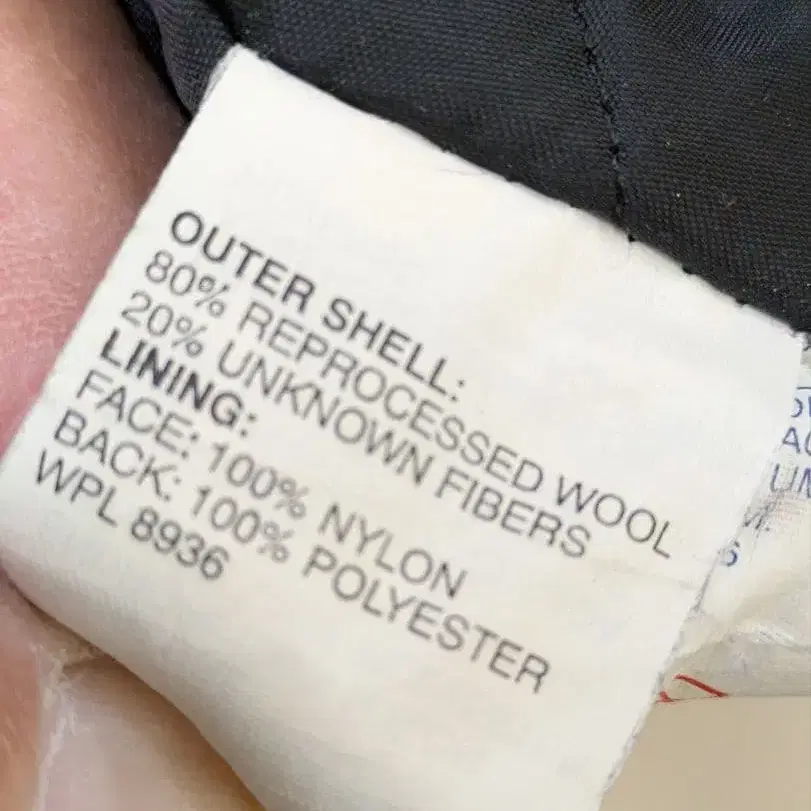 OUTER SHELL:
80% REPROCESSED WOOL
20% UNKNOWN FIBERS
LINING:
FACE: 100% NYLON
BACK: 100% POLYESTER
WPL 8936